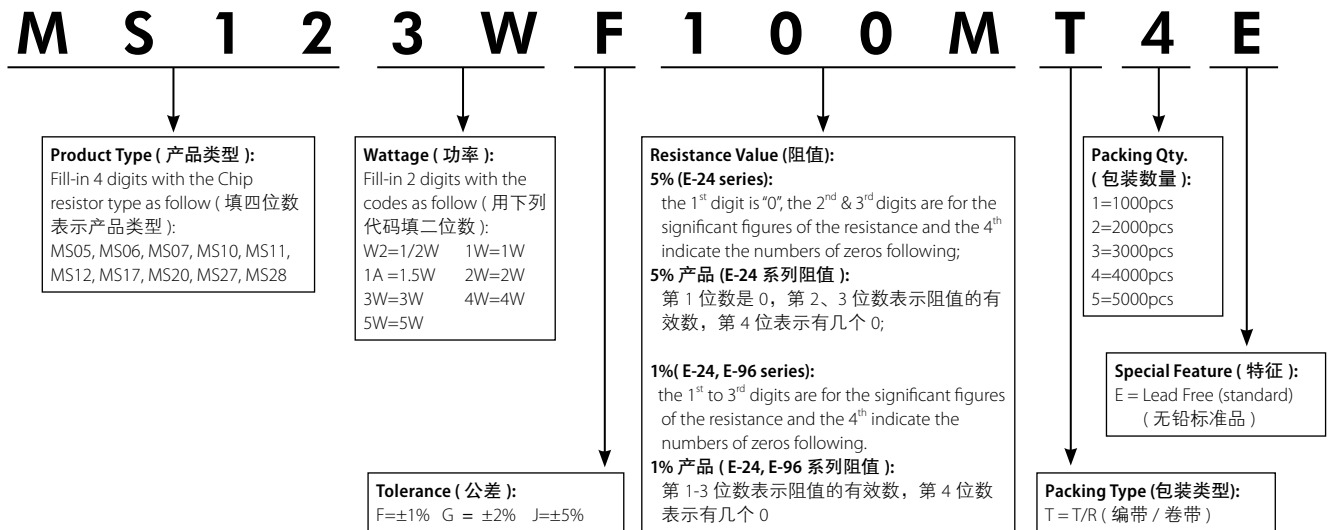 M S 1 2 3 W F 1 0 0 M T 4 E
Product Type ( 产品类型 ):
Fill-in 4 digits with the Chip
resistor type as follow ( 填四位数
表示产品类型 ):
MS05, MS06, MS07, MS10, MS11,
MS12, MS17, MS20, MS27, MS28
Wattage ( 功率 ):
Fill-in 2 digits with the
codes as follow ( 用下列
代码填二位数 ):
W2=1/2W 1W=1W
1A =1.5W 2W=2W
3W=3W 4W=4W
5W=5W
Tolerance ( 公差 ):
F=±1% G = ±2% J=±5%
Resistance Value (阻值):
5% (E-24 series):
the 1st digit is "0", the 2nd & 3rd digits are for the
significant figures of the resistance and the 4th
indicate the numbers of zeros following;
5% 产品 (E-24 系列阻值 ):
第 1 位数是 0，第 2、3 位数表示阻值的有
效数，第 4 位表示有几个 0;
1%( E-24, E-96 series):
the 1st to 3rd digits are for the significant figures
of the resistance and the 4th indicate the
numbers of zeros following.
1% 产品 ( E-24, E-96 系列阻值 ):
第 1-3 位数表示阻值的有效数，第 4 位数
表示有几个 0
Packing Qty.
( 包装数量 ):
1=1000pcs
2=2000pcs
3=3000pcs
4=4000pcs
5=5000pcs
Special Feature ( 特征 ):
E = Lead Free (standard)
( 无铅标准品 )
Packing Type (包装类型):
T = T/R ( 编带 / 卷带 )